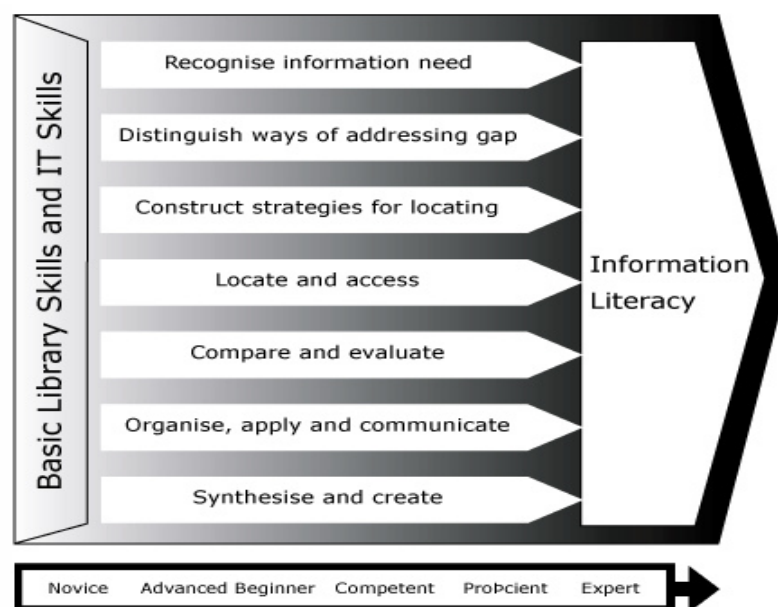 Basic Library Skills and IT Skills
Recognise information need
Distinguish ways of addressing gap
Construct strategies for locating
Locate and access
Compare and evaluate
Organise, apply and communicate
Synthesise and create
Information
Literacy
Novice Advanced Beginner Competent ProÞcient Expert